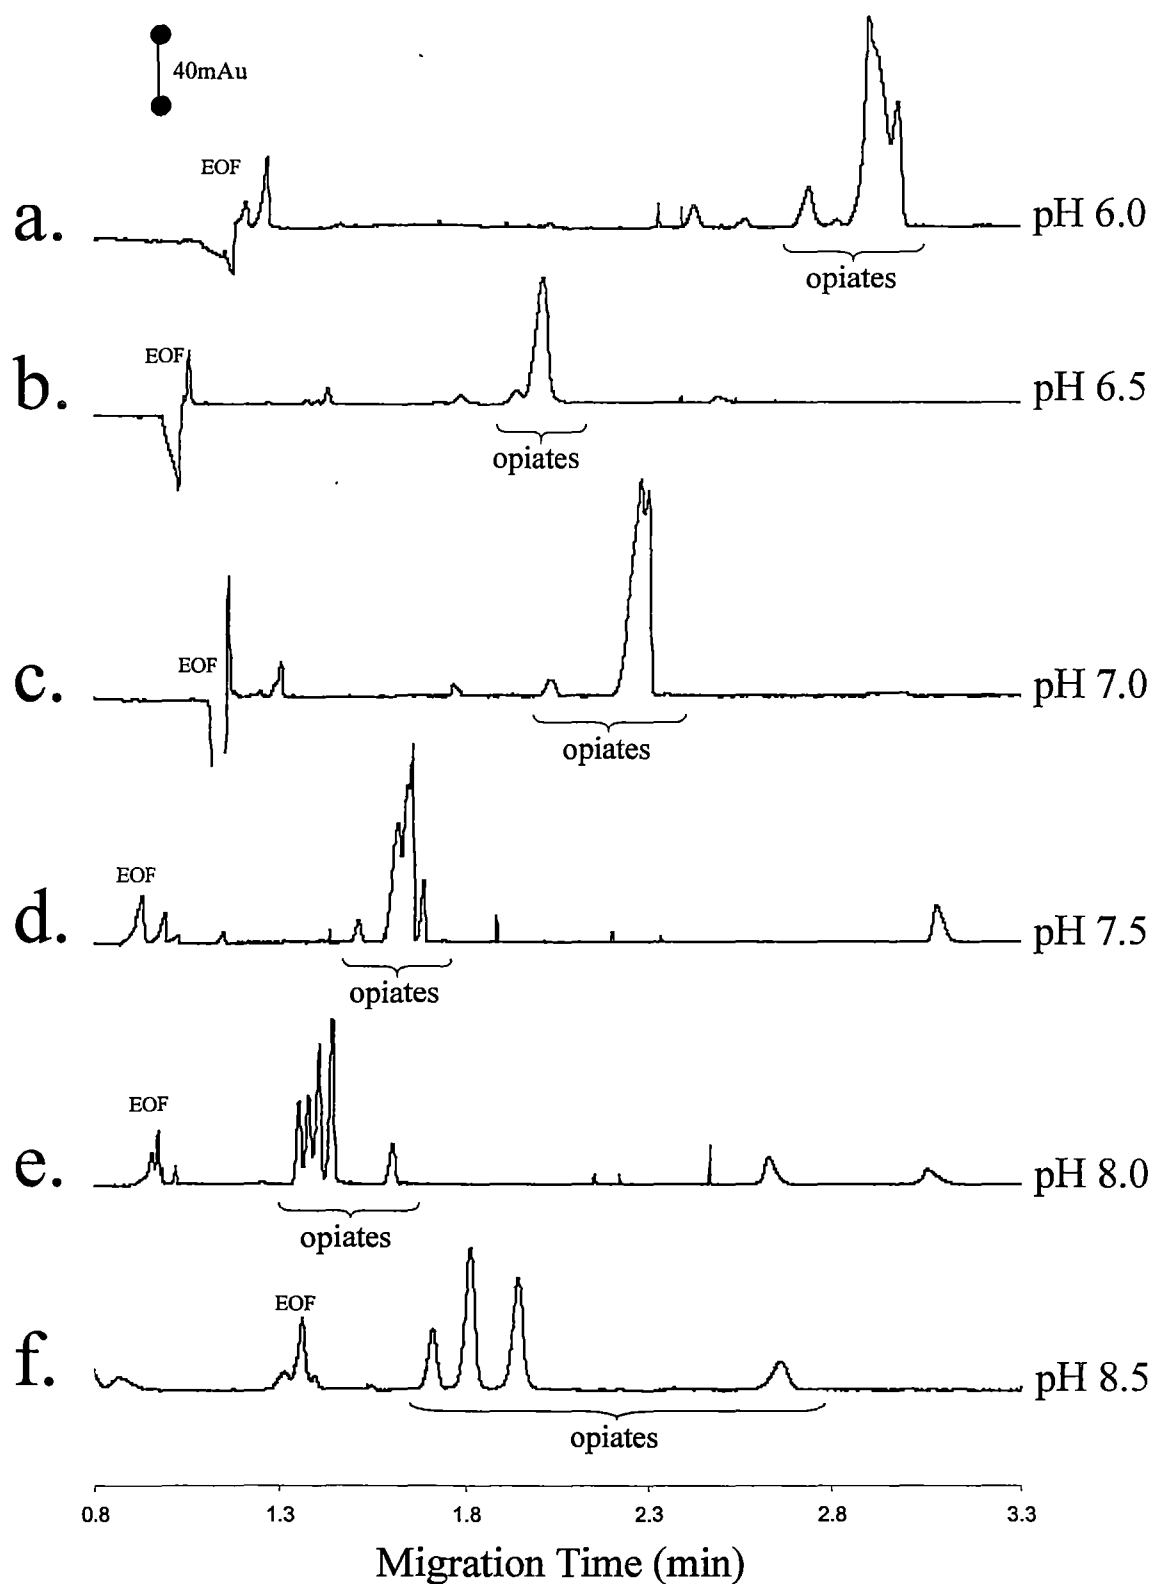 40mAu
EOF
a.
pH 6.0
opiates
EOF
b.
pH 6.5
opiates
EOF
c.
pH 7.0
opiates
EOF
d.
pH 7.5
opiates
EOF
e.
pH 8.0
opiates
EOF
f.
pH 8.5
opiates
0.8 1.3 1.8 2.3 2.8 3.3
Migration Time (min)